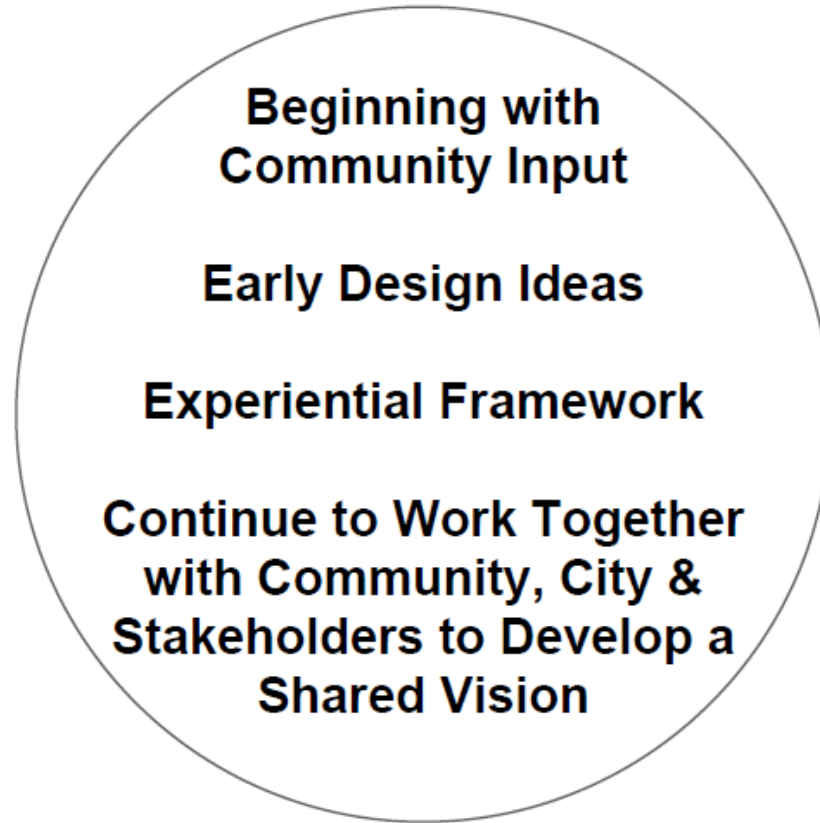 Beginning with
Community Input
Early Design Ideas
Experiential Framework
Continue to Work Together
with Community, City &
Stakeholders to Develop a
Shared Vision